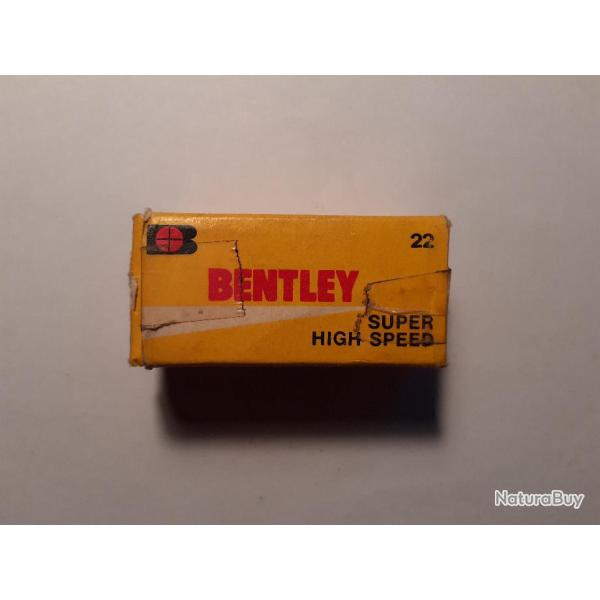 B 22
BENTLEY
SUPER
HIGH SPEED
NaturaBuy